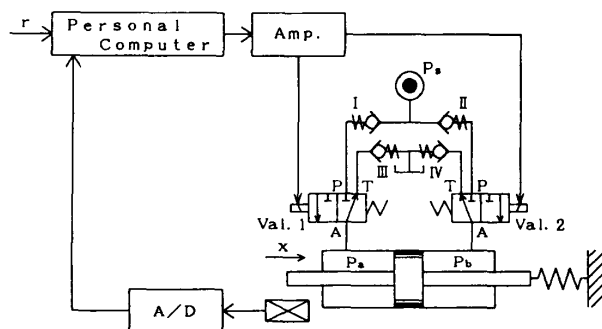 r
Personal
Computer
Amp.
Ps
I
II
III
IV
P
T
T
P
Val. 1
A
A
Val. 2
x
Pa
Pb
A/D